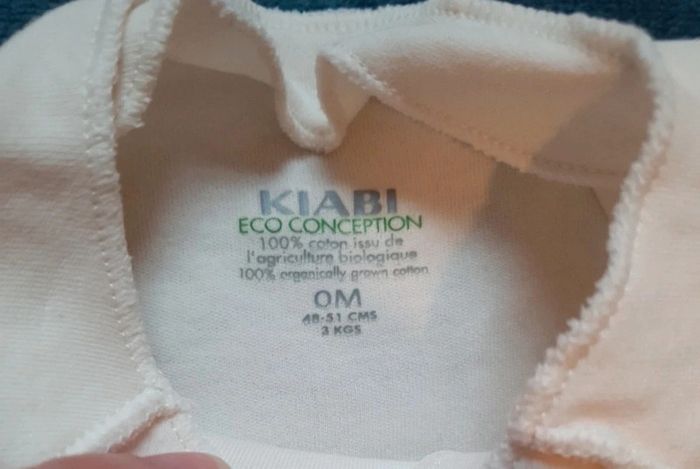 KIABI
ECO CONCEPTION
100% coton issu de
l'agriculture biologique
100% organically grown cotton
0M
48-51 CMS
3 KGS